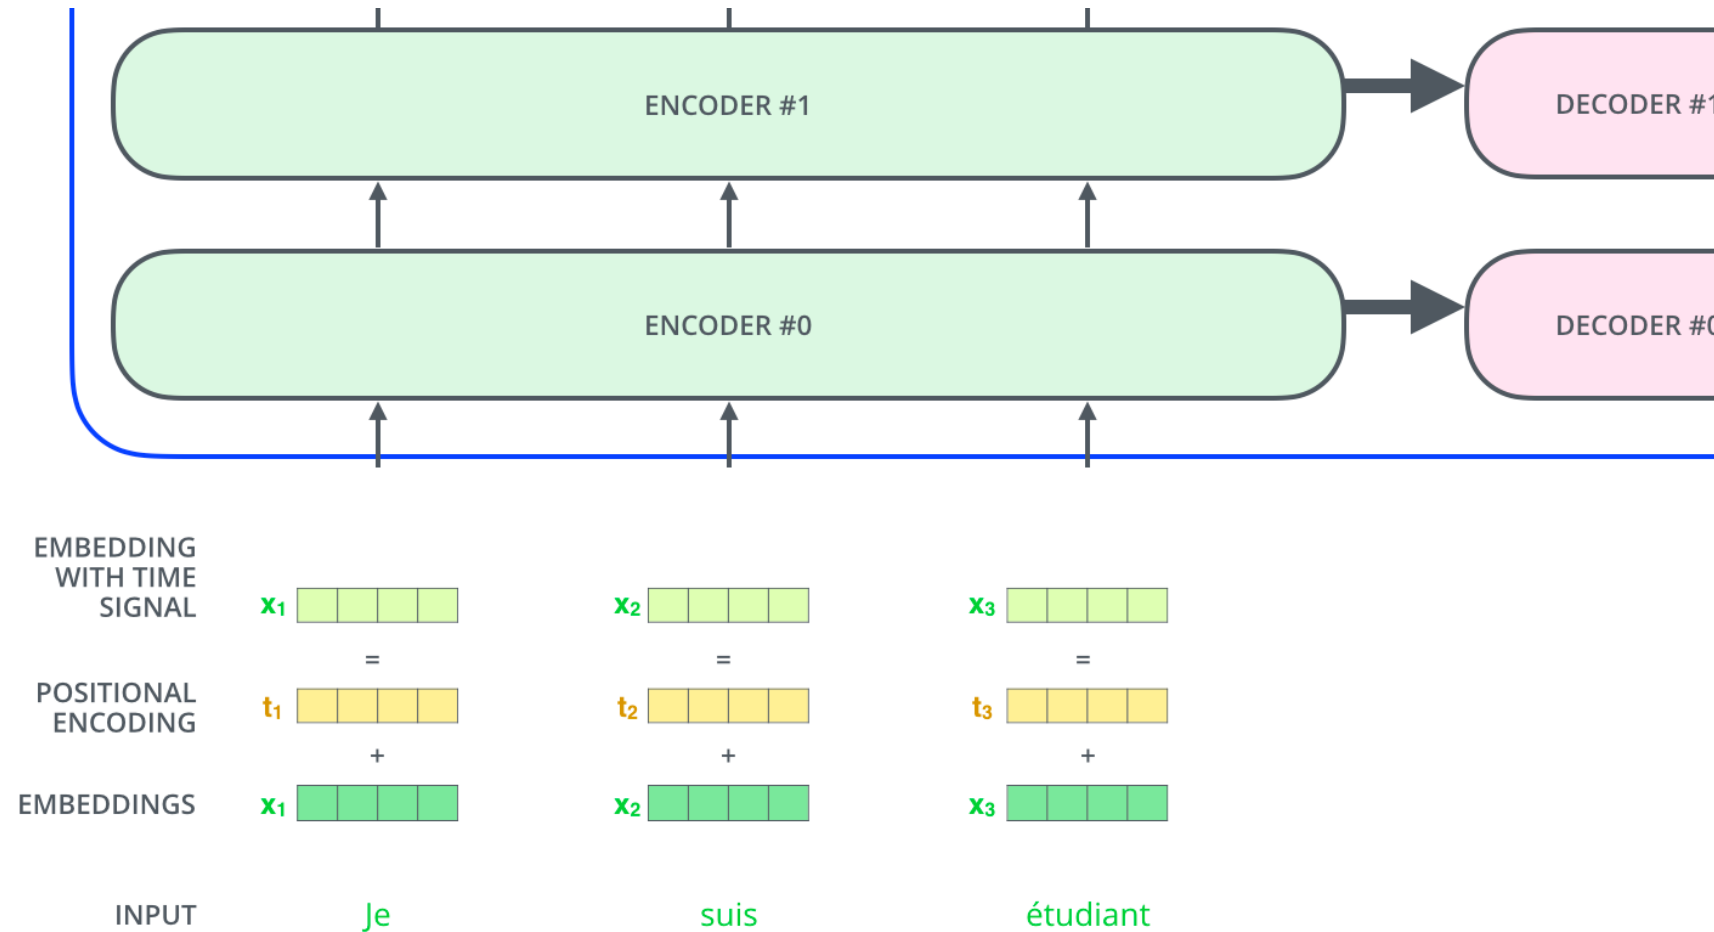 ENCODER #1
DECODER #1
ENCODER #0
DECODER #0
EMBEDDING
WITH TIME
SIGNAL
x1
x2
x3
=
=
=
POSITIONAL
ENCODING
t1
t2
t3
+
+
+
EMBEDDINGS
x1
x2
x3
INPUT
Je
suis
étudiant